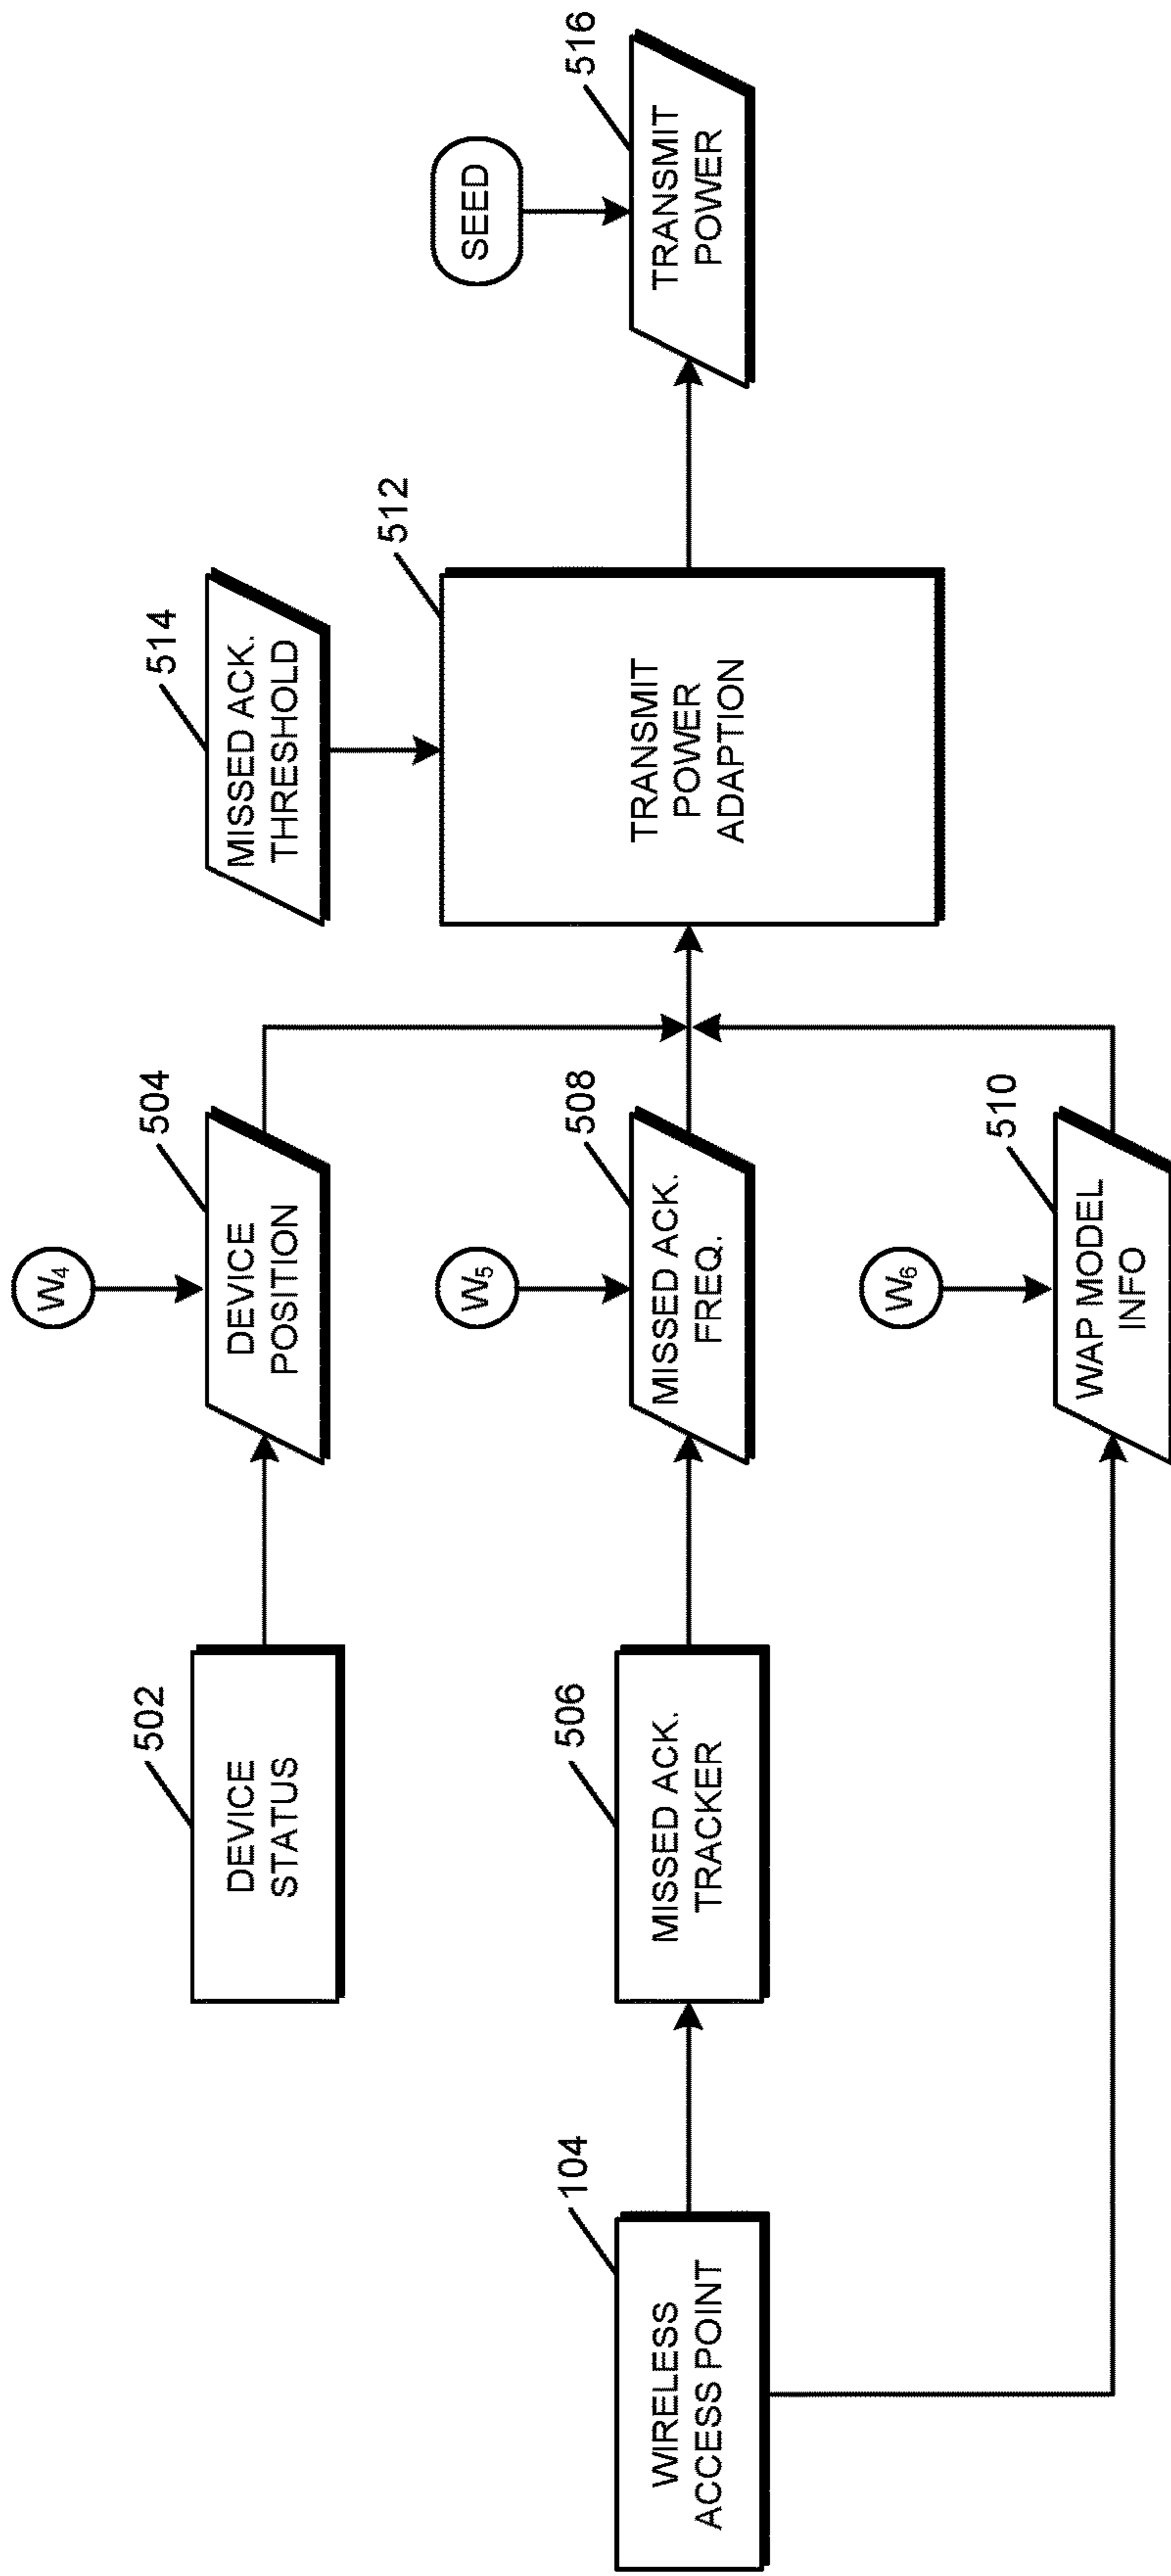 W4
W5
W6
504
DEVICE
POSITION
502
DEVICE
STATUS
514
MISSED ACK.
THRESHOLD
SEED
516
TRANSMIT
POWER
512
TRANSMIT
POWER
ADAPTION
508
MISSED ACK.
FREQ.
506
MISSED ACK.
TRACKER
104
WIRELESS
ACCESS POINT
510
WAP MODEL
INFO